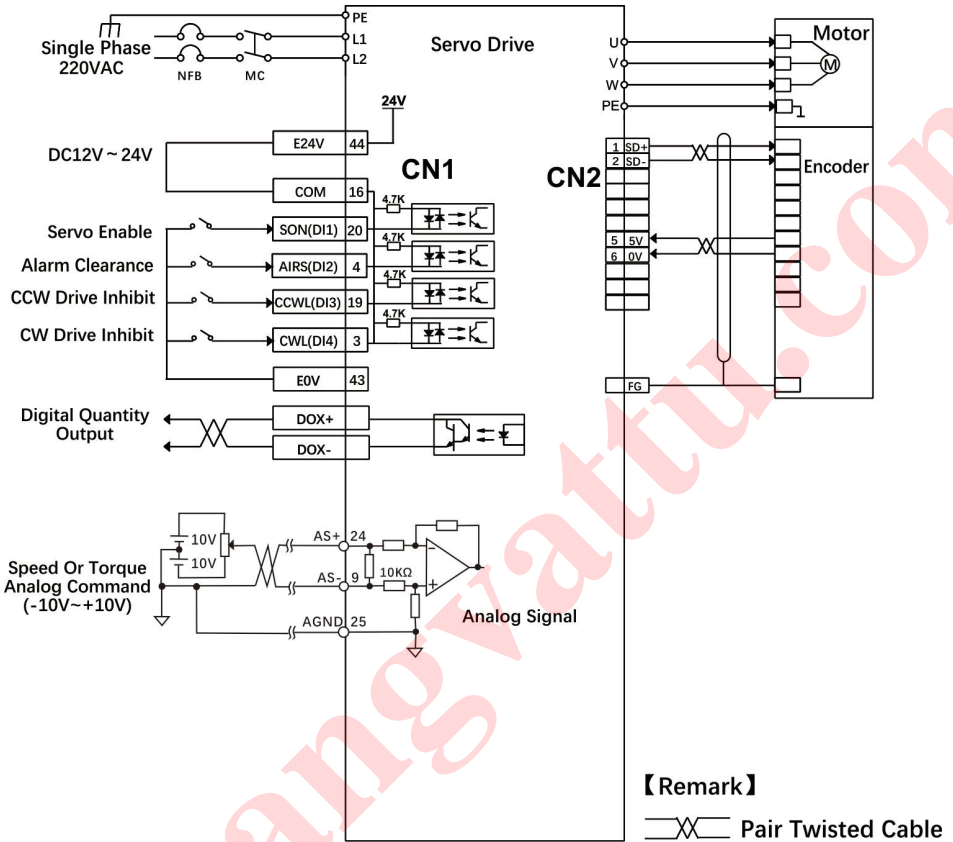 PE
L1
L2
Single Phase
220VAC
NFB
MC
Servo Drive
U
V
W
PE
Motor
M
24V
E24V 44
DC12V~24V
CN1
COM 16
4.7K
Servo Enable
SON(DI1) 20
4.7K
Alarm Clearance
AIRS(DI2) 4
4.7K
CCW Drive Inhibit
CCWL(DI3) 19
4.7K
CW Drive Inhibit
CWL(DI4) 3
E0V 43
CN2
1 SD+
2 SD-
5 5V
6 0V
FG
Encoder
Digital Quantity
Output
DOX+
DOX-
Speed Or Torque
Analog Command
(-10V~+10V)
10V
10V
AS+ 24
AS- 9
10KΩ
AGND 25
−
+
Analog Signal
【Remark】
Pair Twisted Cable
angvattu.com